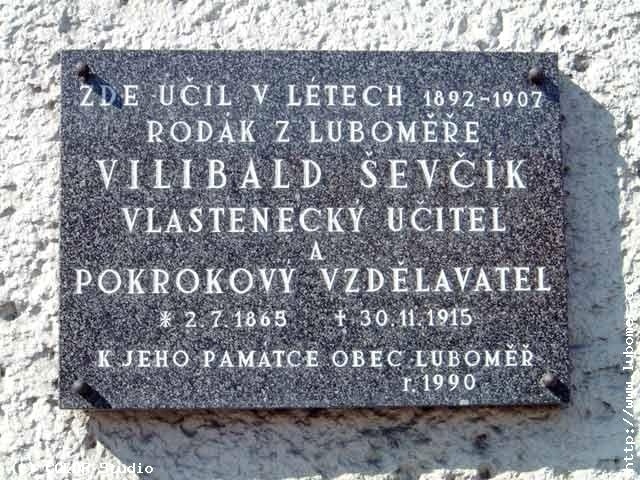 ZDE UČIL V LÉTECH 1892-1907
RODÁK Z LUBOMĚŘE
VILIBALD ŠEVČÍK
VLASTENECKÝ UČITEL
A
POKROKOVÝ VZDĚLAVATEL
* 2.7.1865 † 30.11.1915
K JEHO PAMÁTCE OBEC LUBOMĚŘ
r. 1990
Studio